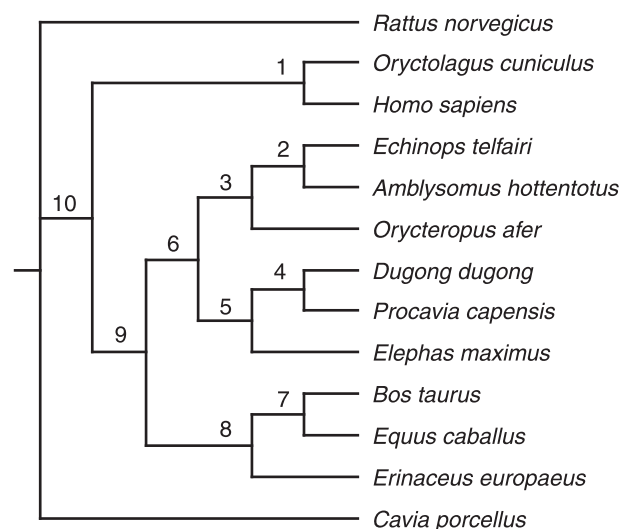 Rattus norvegicus
1
Oryctolagus cuniculus
Homo sapiens
2
Echinops telfairi
3
Amblysomus hottentotus
10
Orycteropus afer
6
4
Dugong dugong
5
Procavia capensis
9
Elephas maximus
7
Bos taurus
8
Equus caballus
Erinaceus europaeus
Cavia porcellus